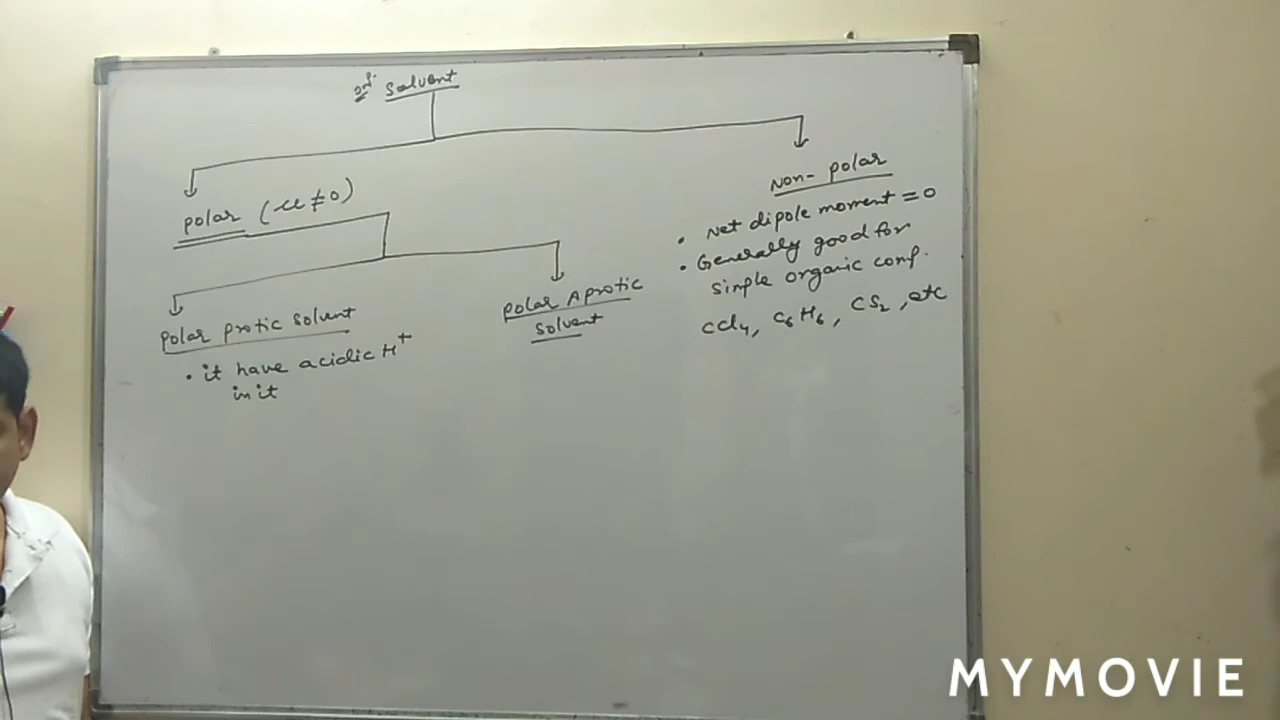 Solvent
polar (μ ≠ 0)
polar protic solvent
• it have acidic H⁺
in it
polar Aprotic
solvent
Non-polar
• Net dipole moment = 0
• Generally good for
simple organic comp.
CCl₄, C₆H₆, CS₂, etc
MYMOVIE